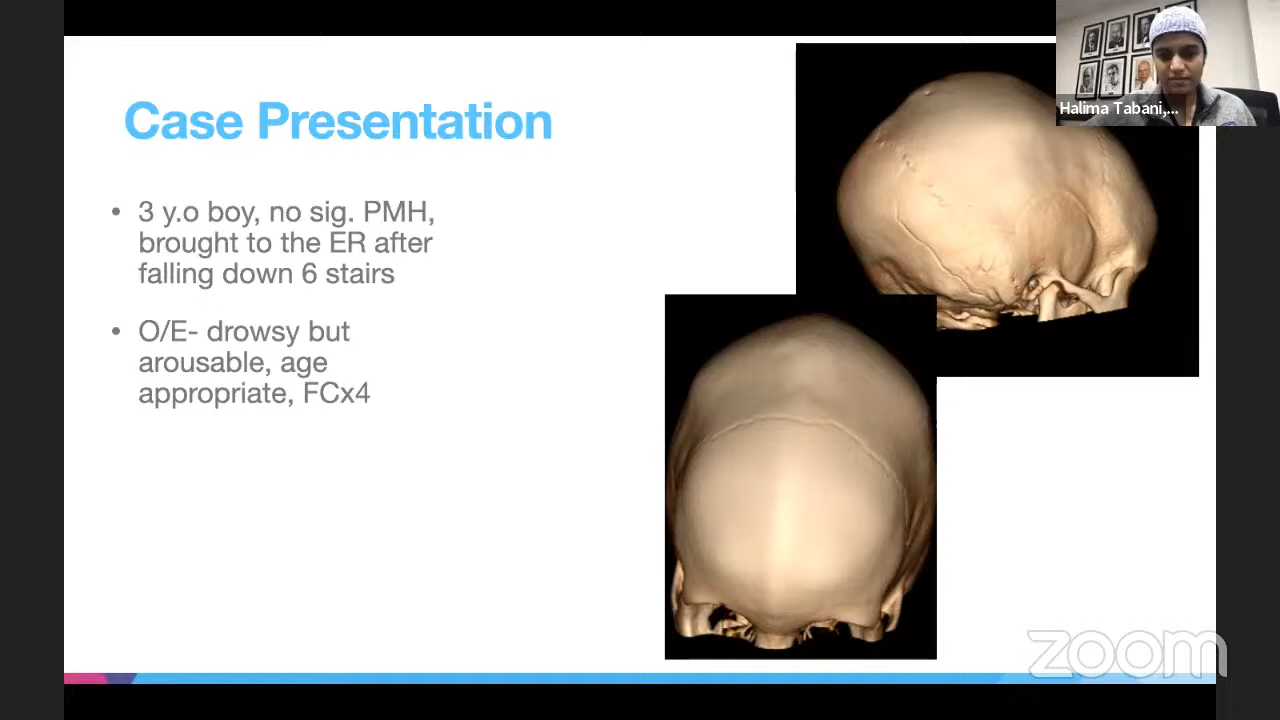 Case Presentation
• 3 y.o boy, no sig. PMH,
brought to the ER after
falling down 6 stairs
• O/E- drowsy but
arousable, age
appropriate, FCx4
Halima Tabani,...
zoom